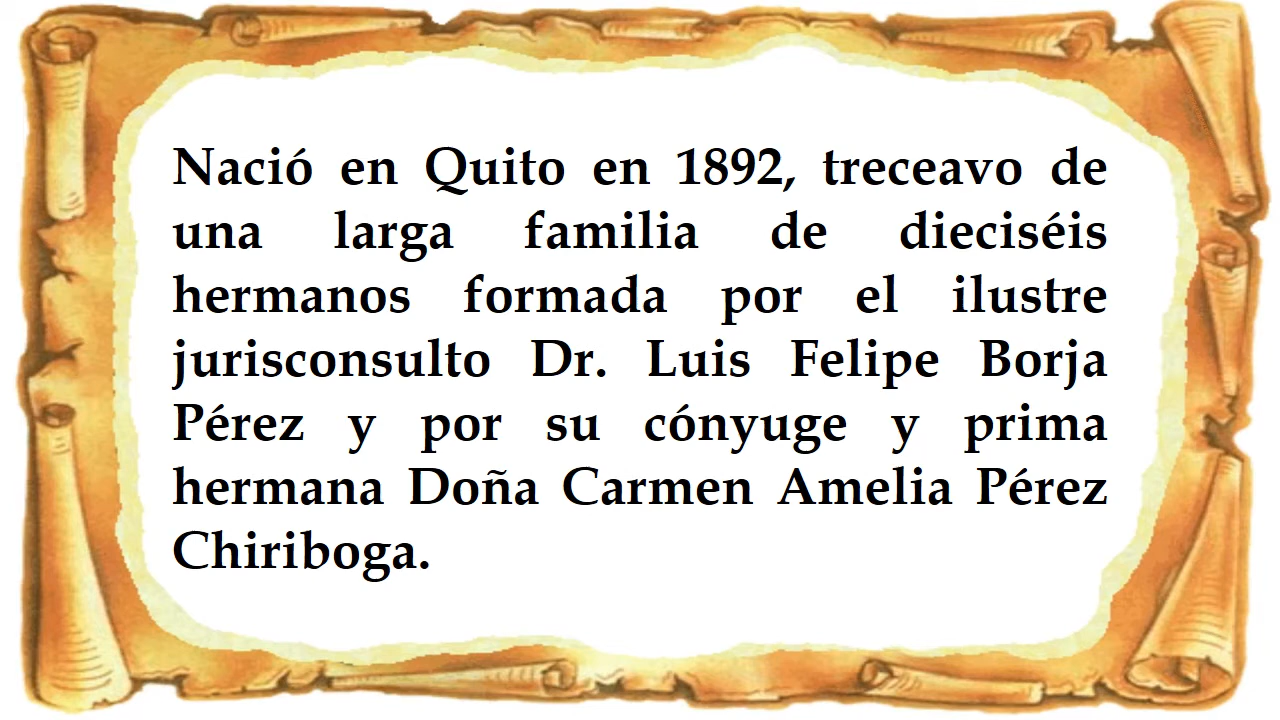 Nació en Quito en 1892, treceavo de
una larga familia de dieciséis
hermanos formada por el ilustre
jurisconsulto Dr. Luis Felipe Borja
Pérez y por su cónyuge y prima
hermana Doña Carmen Amelia Pérez
Chiriboga.